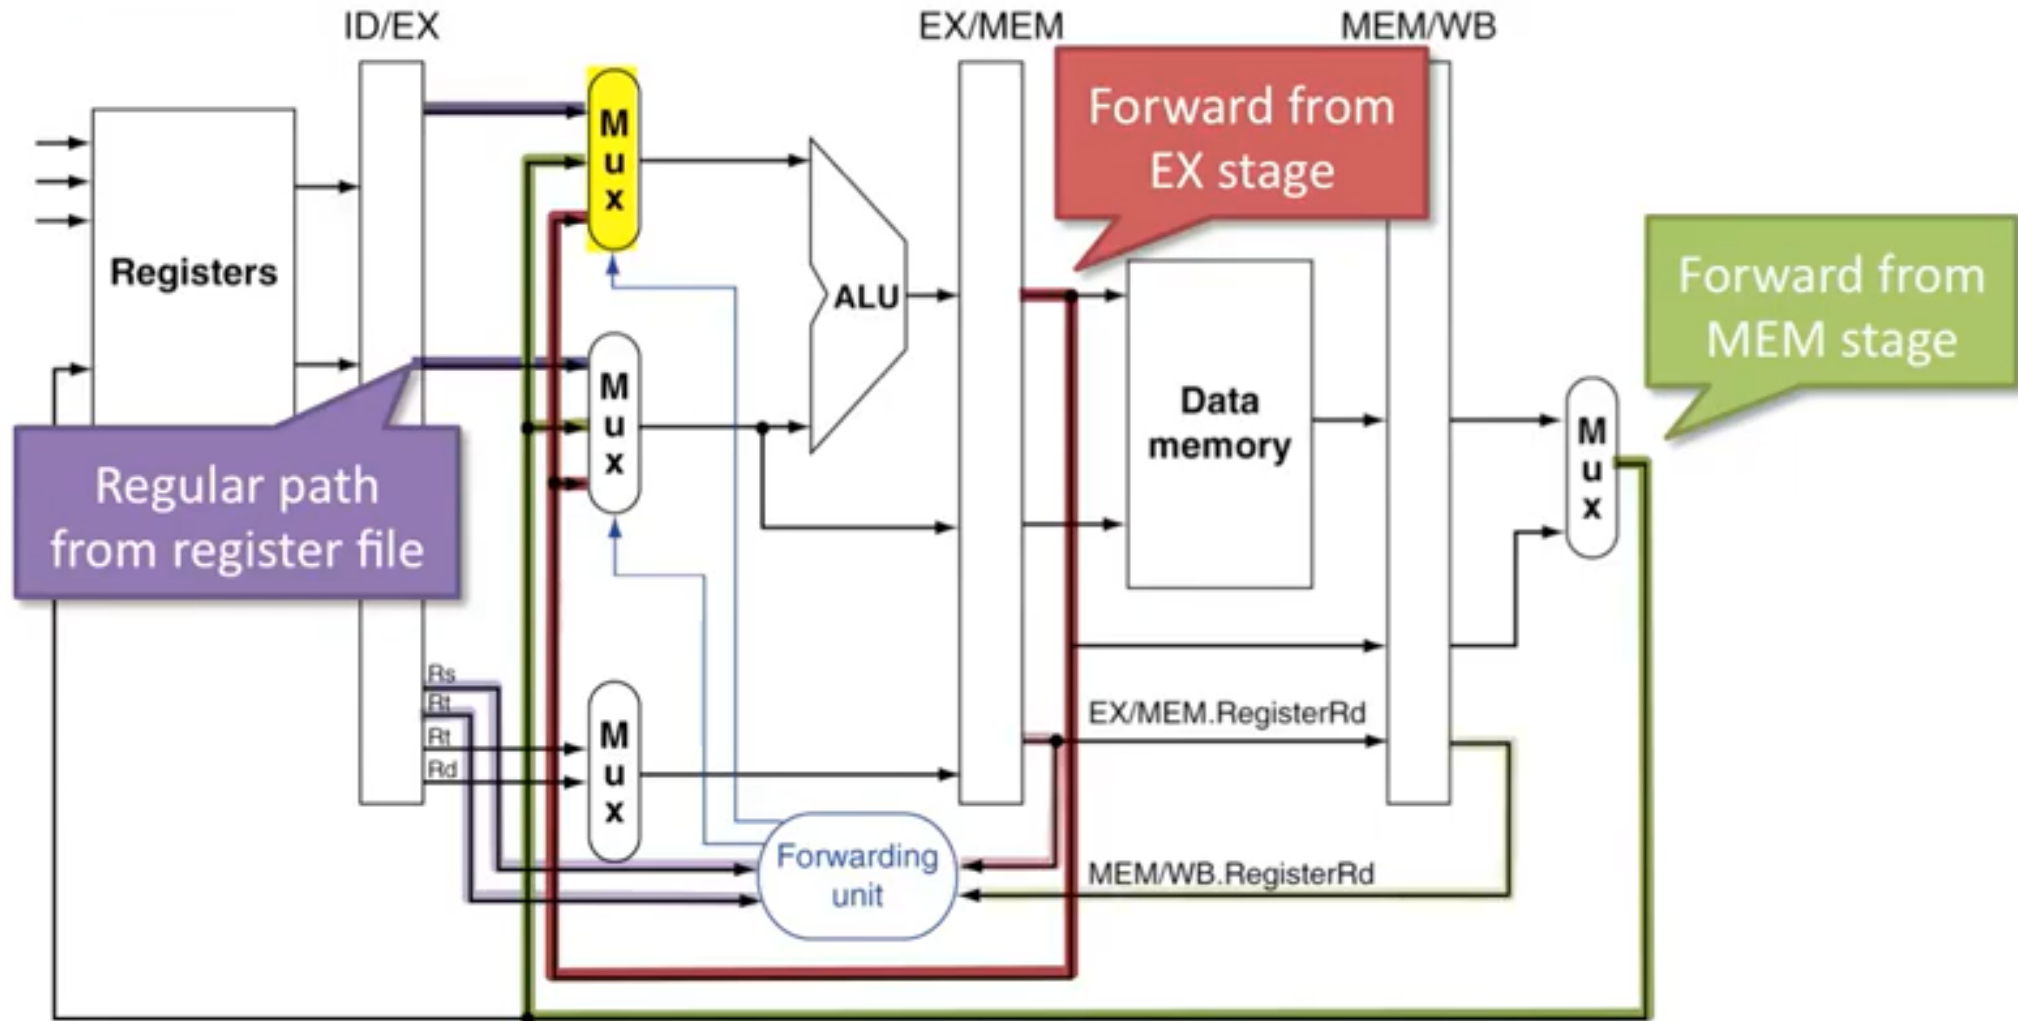 ID/EX
EX/MEM
MEM/WB
Forward from
EX stage
Forward from
MEM stage
M
u
x
Registers
ALU
M
u
x
Data
memory
M
u
x
Regular path
from register file
Rs
Rt
Rt
Rd
M
u
x
EX/MEM.RegisterRd
Forwarding
unit
MEM/WB.RegisterRd